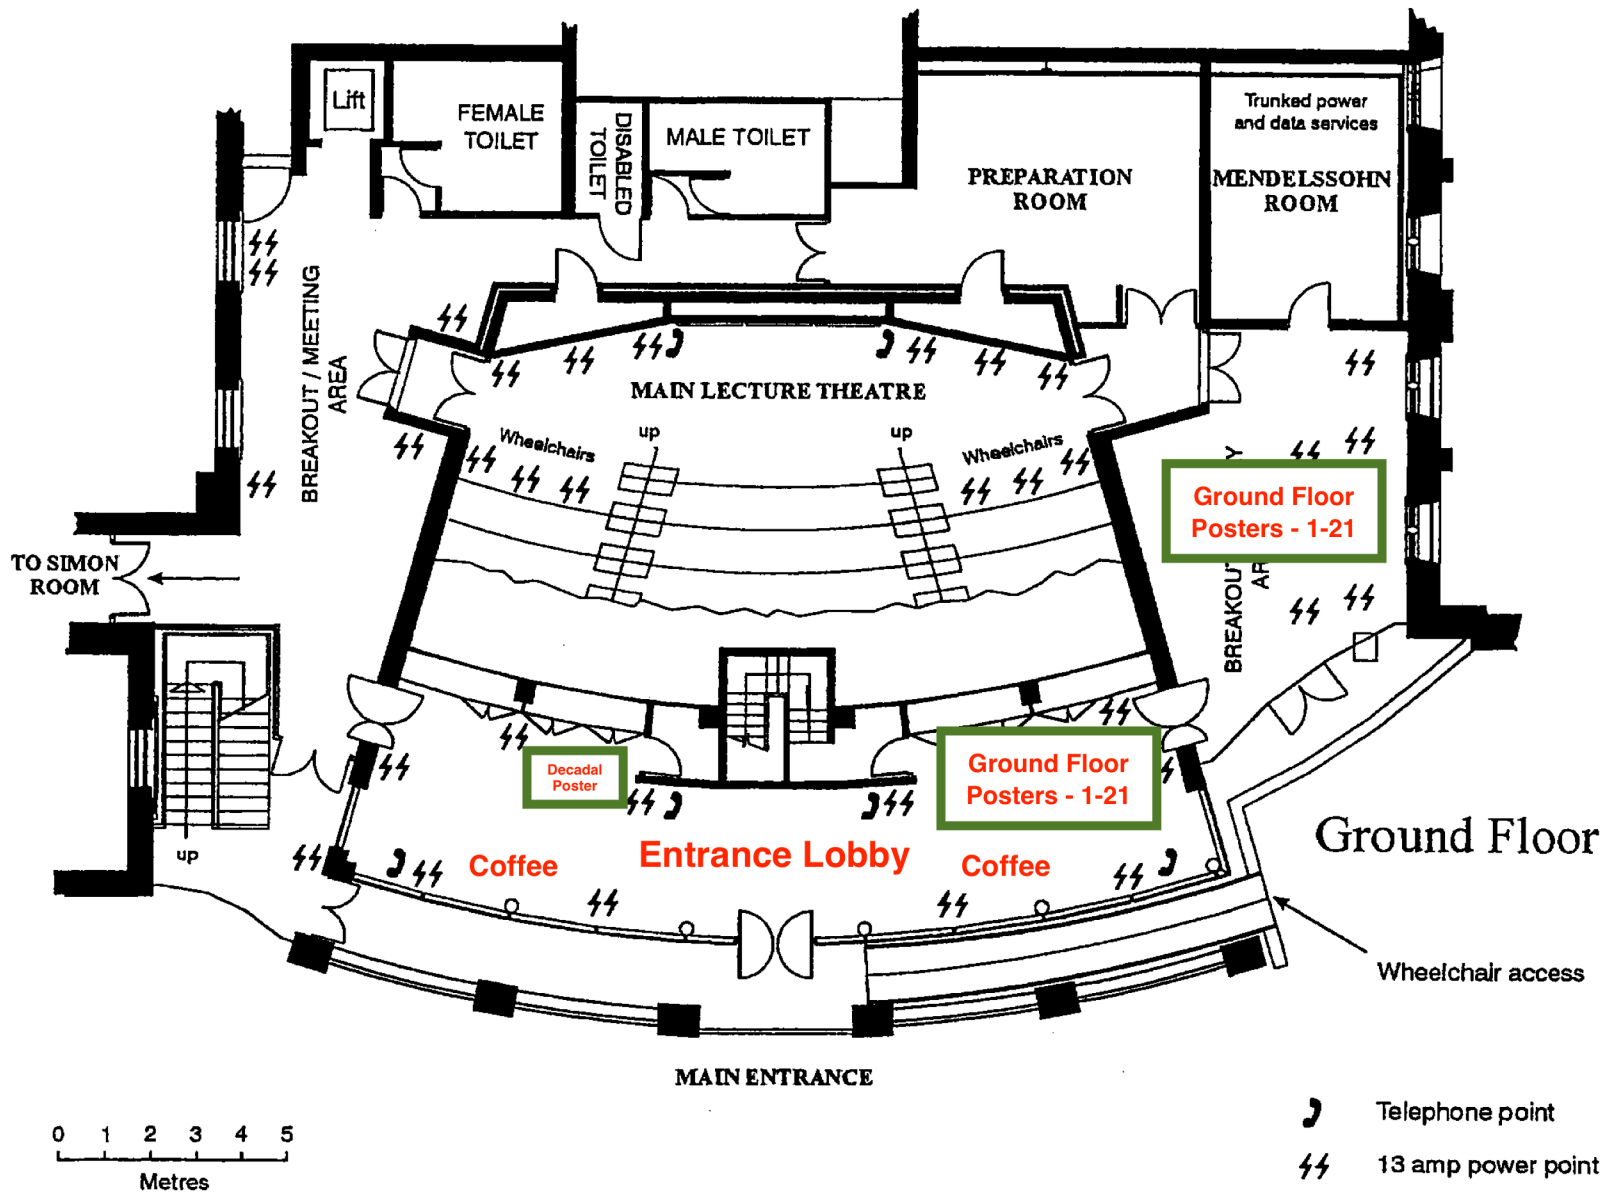 Lift
FEMALE
TOILET
DISABLED
TOILET
MALE TOILET
PREPARATION
ROOM
Trunked power
and data services
MENDELSSOHN
ROOM
BREAKOUT / MEETING
AREA
MAIN LECTURE THEATRE
Wheelchairs
up
up
Wheelchairs
Ground Floor
Posters - 1-21
TO SIMON
ROOM
up
Decadal
Poster
Ground Floor
Posters - 1-21
Coffee
Entrance Lobby
Coffee
Ground Floor
Wheelchair access
MAIN ENTRANCE
0 1 2 3 4 5
Metres
Telephone point
13 amp power point